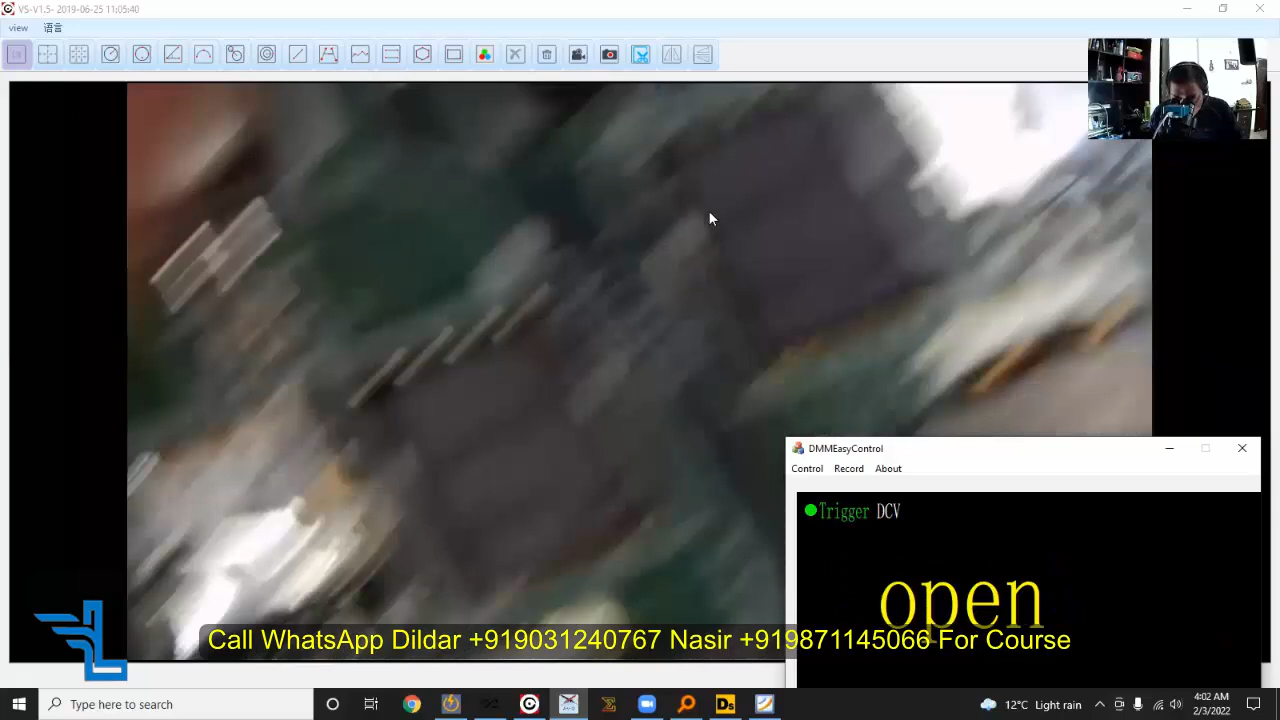 VS-V1.5- 2019-06-25 11:05:40
view 语言
DMMEasyControl
Control Record About
Trigger DCV
open
Call WhatsApp Dildar +919031240767 Nasir +919871145066 For Course
Type here to search
Ds
12°C Light rain
4:02 AM
2/3/2022